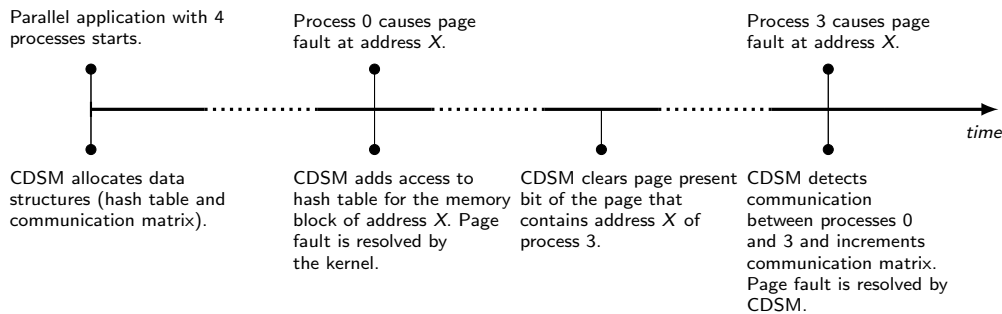 Parallel application with 4
processes starts.
Process 0 causes page
fault at address X.
Process 3 causes page
fault at address X.
time
CDSM allocates data
structures (hash table and
communication matrix).
CDSM adds access to
hash table for the memory
block of address X. Page
fault is resolved by
the kernel.
CDSM clears page present
bit of the page that
contains address X of
process 3.
CDSM detects
communication
between processes 0
and 3 and increments
communication matrix.
Page fault is resolved by
CDSM.